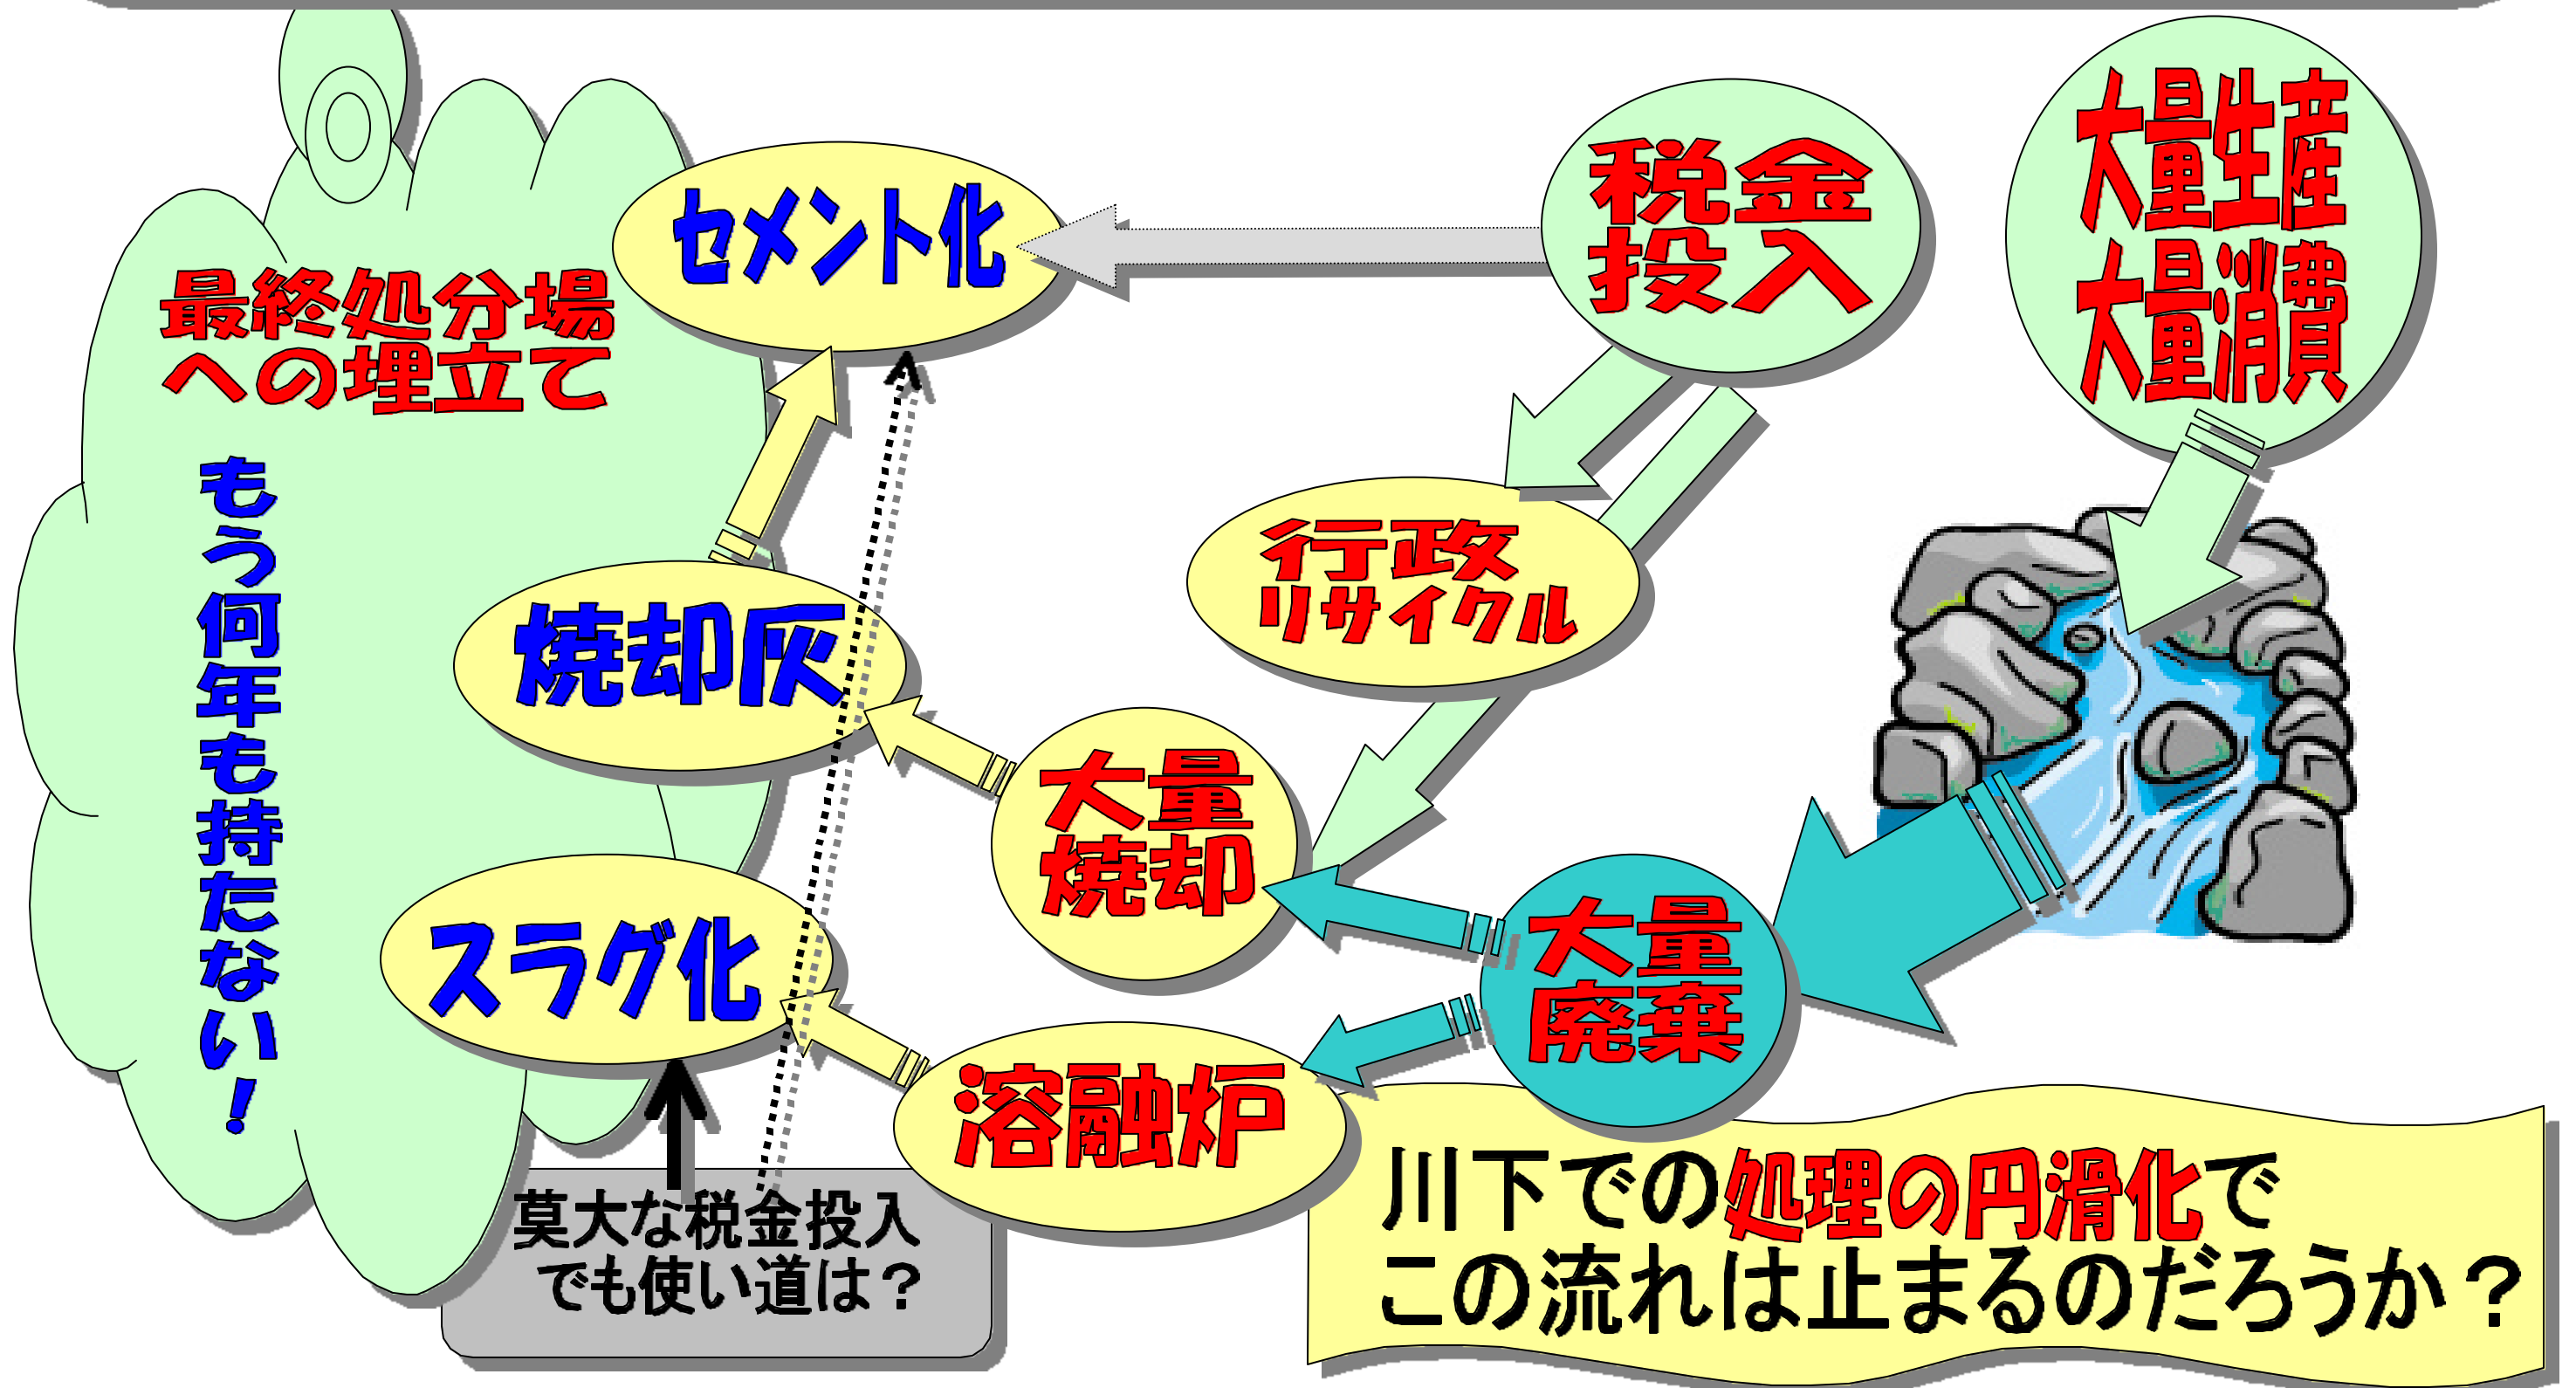 大量生産
大量消費
税金
投入
セメント化
最終処分場
への埋立て
もう何年も持たない！
行政
リサイクル
焼却灰
大量
焼却
大量
廃棄
スラグ化
溶融炉
莫大な税金投入
でも使い道は？
川下での処理の円滑化で
この流れは止まるのだろうか？